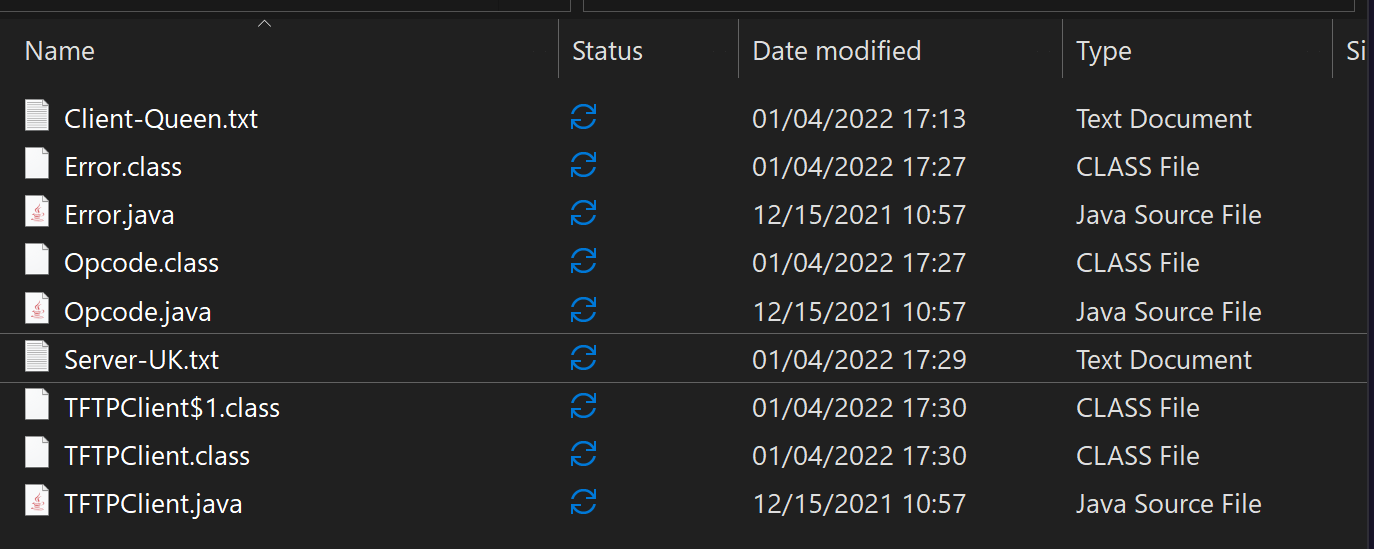 Name Status Date modified Type Si
Client-Queen.txt 01/04/2022 17:13 Text Document
Error.class 01/04/2022 17:27 CLASS File
Error.java 12/15/2021 10:57 Java Source File
Opcode.class 01/04/2022 17:27 CLASS File
Opcode.java 12/15/2021 10:57 Java Source File
Server-UK.txt 01/04/2022 17:29 Text Document
TFTPClient$1.class 01/04/2022 17:30 CLASS File
TFTPClient.class 01/04/2022 17:30 CLASS File
TFTPClient.java 12/15/2021 10:57 Java Source File